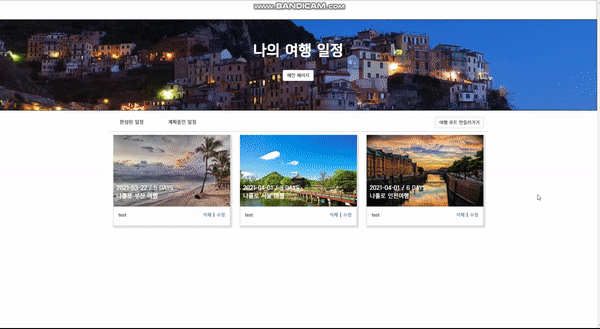 www.BANDICAM.com
나의 여행 일정
메인 페이지
완성된 일정 계획중인 일정 여행 루트 만들러가기
2021-03-22 / 5 DAYS
나홀로 부산 여행
test 삭제 | 수정
2021-04-01 / 3 DAYS
나홀로 서울 여행
test 삭제 | 수정
2021-04-01 / 6 DAYS
나홀로 인천여행
test 삭제 | 수정